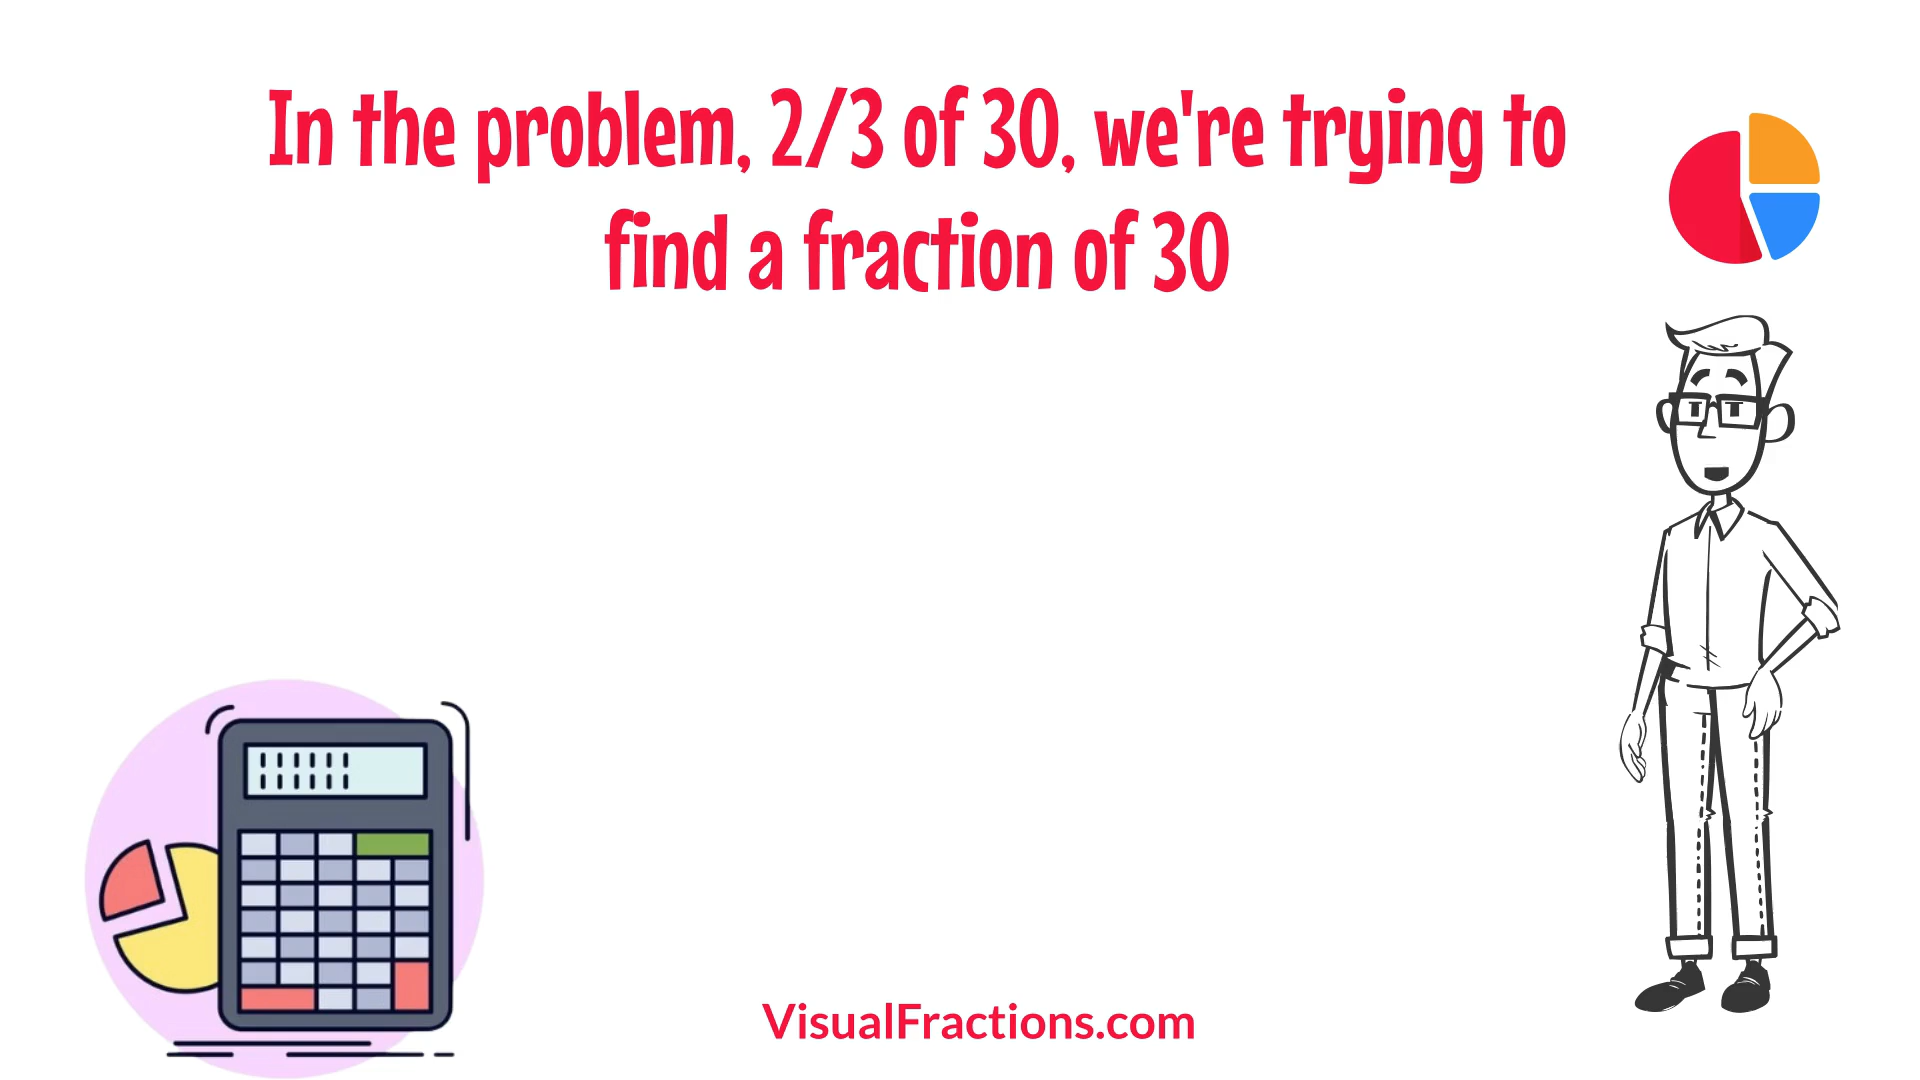 In the problem, 2/3 of 30, we're trying to
find a fraction of 30
VisualFractions.com